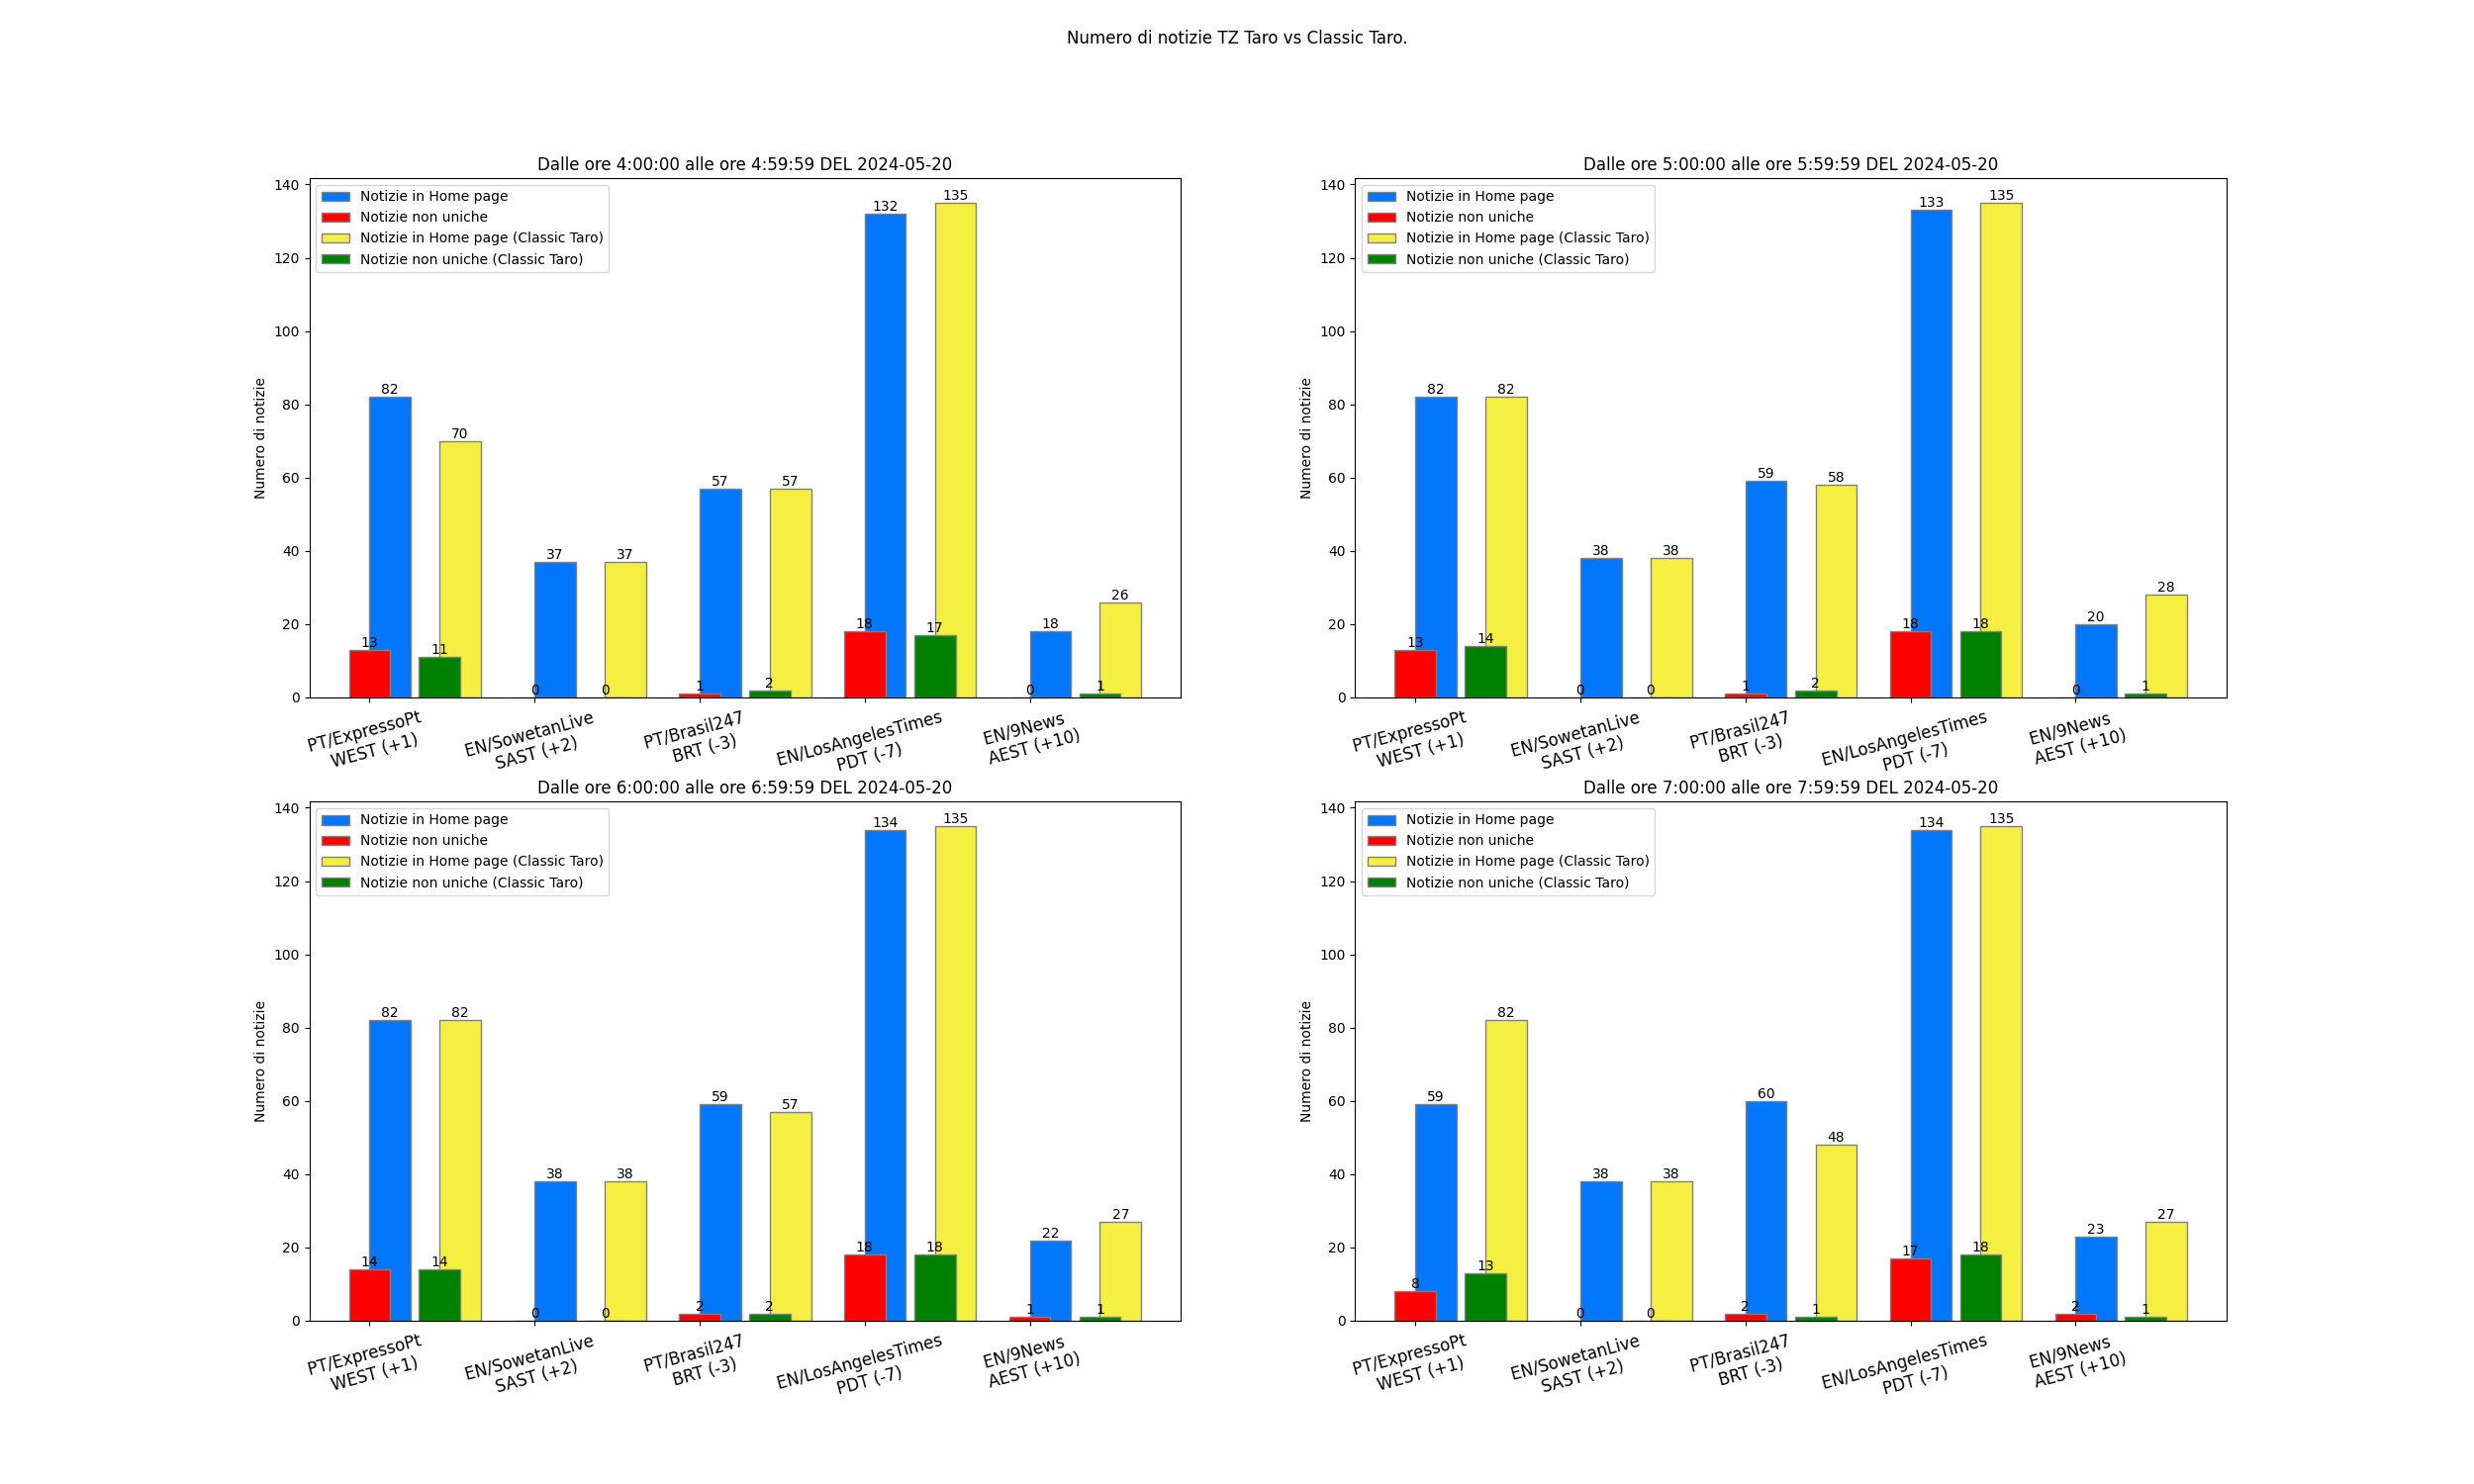 Numero di notizie TZ Taro vs Classic Taro.
Dalle ore 4:00:00 alle ore 4:59:59 DEL 2024-05-20
Notizie in Home page
Notizie non uniche
Notizie in Home page (Classic Taro)
Notizie non uniche (Classic Taro)
Numero di notizie
140
120
100
80
60
40
20
0
82
13
70
11
37
0
37
0
57
1
57
2
132
18
135
17
18
0
26
1
PT/ExpressoPt
WEST (+1)
EN/SowetanLive
SAST (+2)
PT/Brasil247
BRT (-3)
EN/LosAngelesTimes
PDT (-7)
EN/9News
AEST (+10)
Dalle ore 5:00:00 alle ore 5:59:59 DEL 2024-05-20
Notizie in Home page
Notizie non uniche
Notizie in Home page (Classic Taro)
Notizie non uniche (Classic Taro)
Numero di notizie
140
120
100
80
60
40
20
0
82
13
82
14
38
0
38
0
59
1
58
2
133
18
135
18
20
0
28
1
PT/ExpressoPt
WEST (+1)
EN/SowetanLive
SAST (+2)
PT/Brasil247
BRT (-3)
EN/LosAngelesTimes
PDT (-7)
EN/9News
AEST (+10)
Dalle ore 6:00:00 alle ore 6:59:59 DEL 2024-05-20
Notizie in Home page
Notizie non uniche
Notizie in Home page (Classic Taro)
Notizie non uniche (Classic Taro)
Numero di notizie
140
120
100
80
60
40
20
0
82
14
82
14
38
0
38
0
59
2
57
2
134
18
135
18
22
1
27
1
PT/ExpressoPt
WEST (+1)
EN/SowetanLive
SAST (+2)
PT/Brasil247
BRT (-3)
EN/LosAngelesTimes
PDT (-7)
EN/9News
AEST (+10)
Dalle ore 7:00:00 alle ore 7:59:59 DEL 2024-05-20
Notizie in Home page
Notizie non uniche
Notizie in Home page (Classic Taro)
Notizie non uniche (Classic Taro)
Numero di notizie
140
120
100
80
60
40
20
0
59
8
82
13
38
0
38
0
60
2
48
1
134
17
135
18
23
2
27
1
PT/ExpressoPt
WEST (+1)
EN/SowetanLive
SAST (+2)
PT/Brasil247
BRT (-3)
EN/LosAngelesTimes
PDT (-7)
EN/9News
AEST (+10)